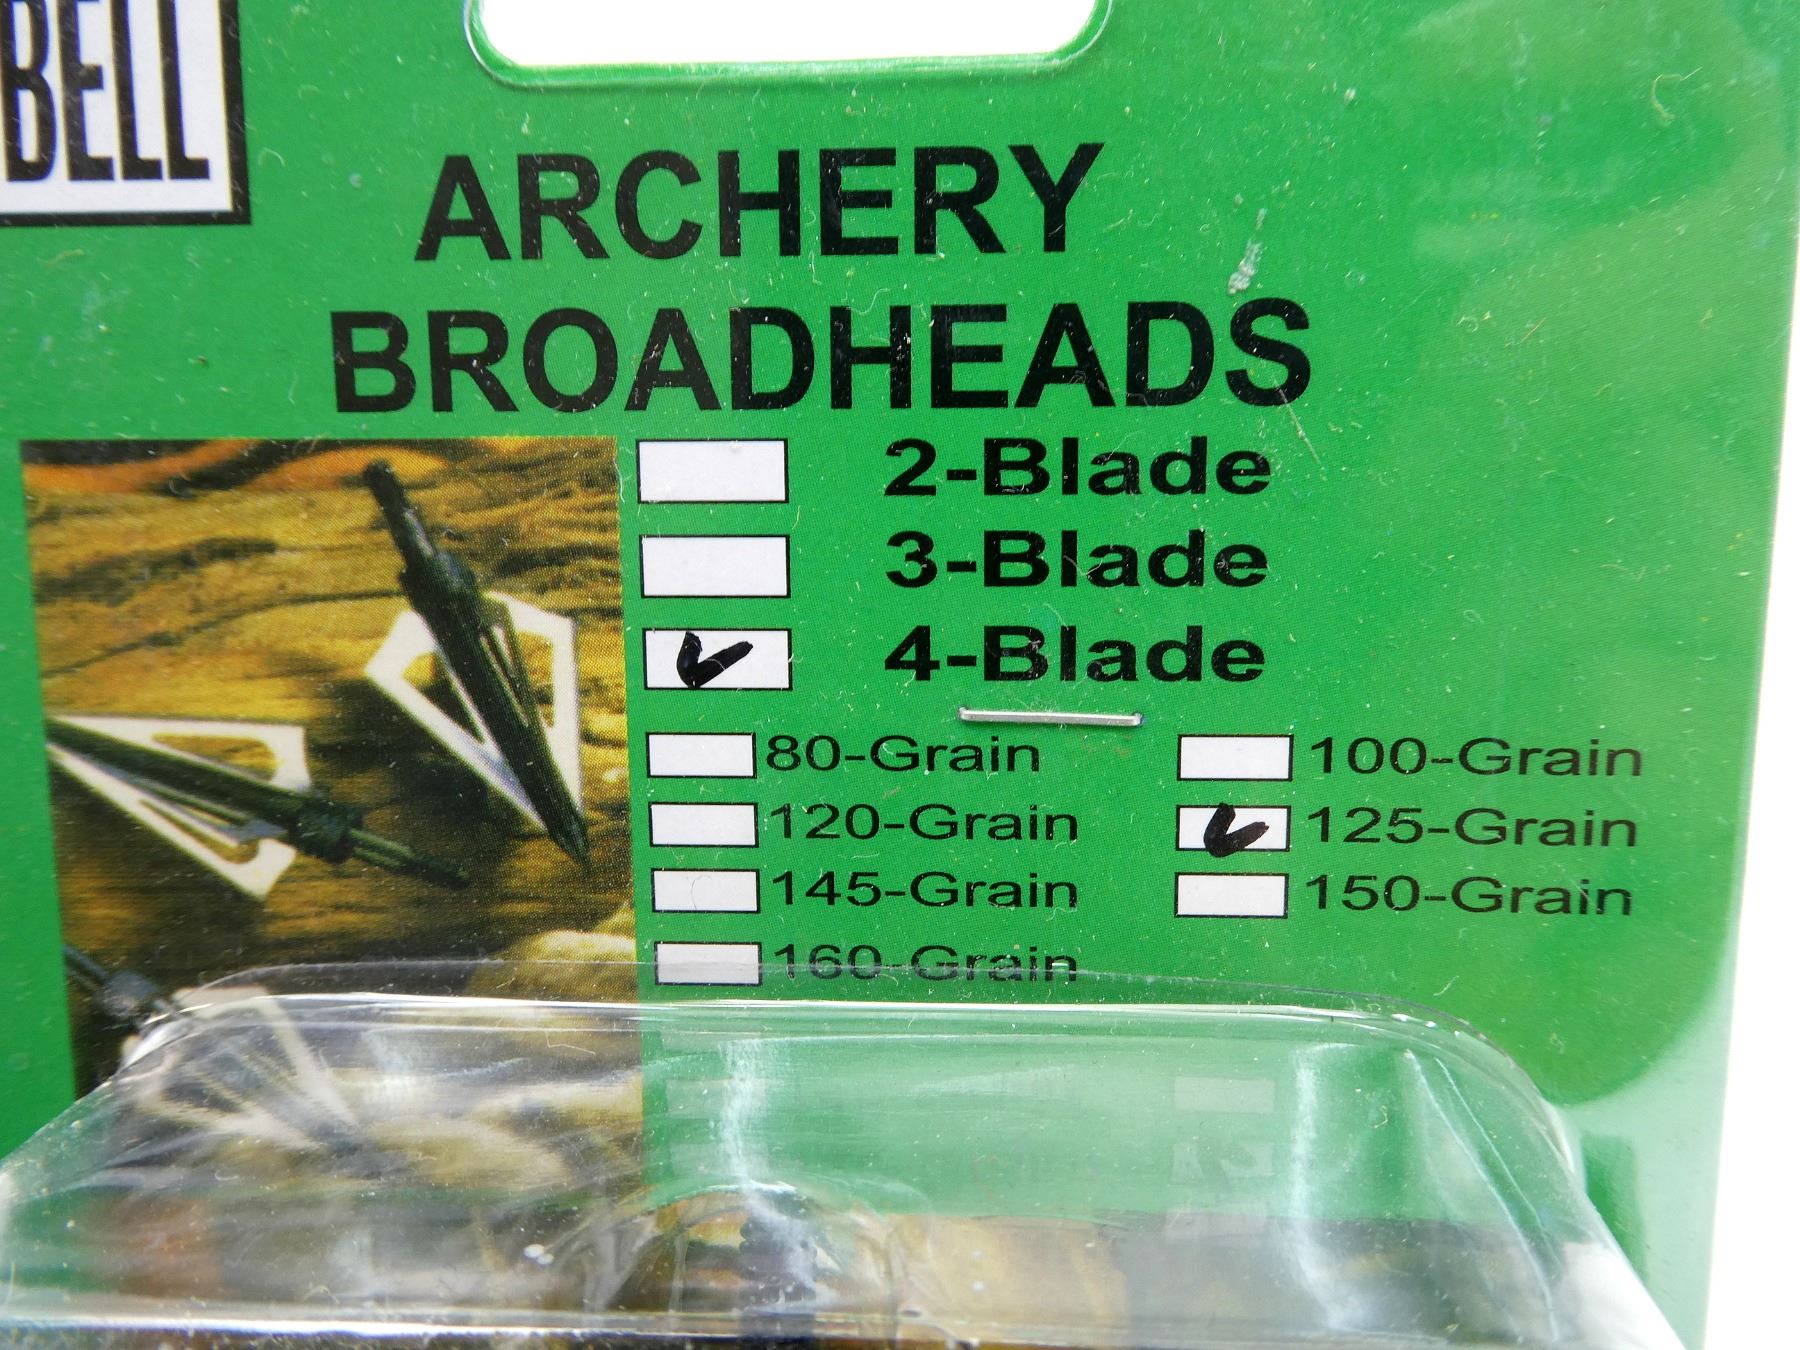 BELL
ARCHERY
BROADHEADS
2-Blade
3-Blade
4-Blade
80-Grain 100-Grain
120-Grain 125-Grain
145-Grain 150-Grain
160-Grain